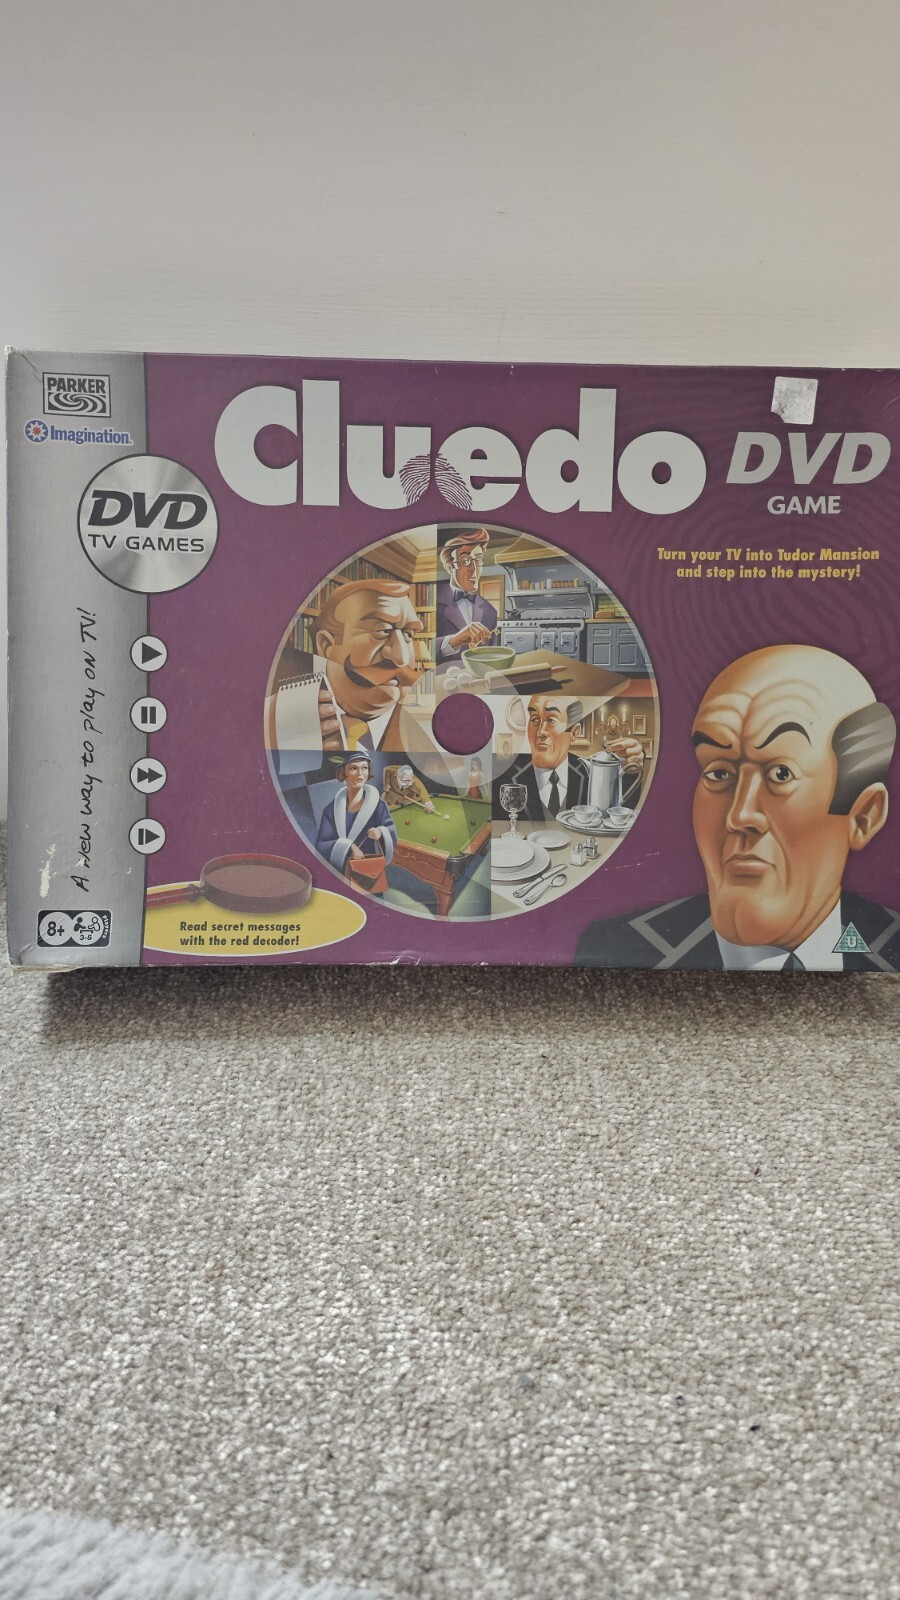 PARKER
Imagination
DVD
TV GAMES
Cluedo DVD
GAME
Turn your TV into Tudor Mansion
and step into the mystery!
A new way to play on TV!
Read secret messages
with the red decoder!
8+
3-5
PLAYERS
U